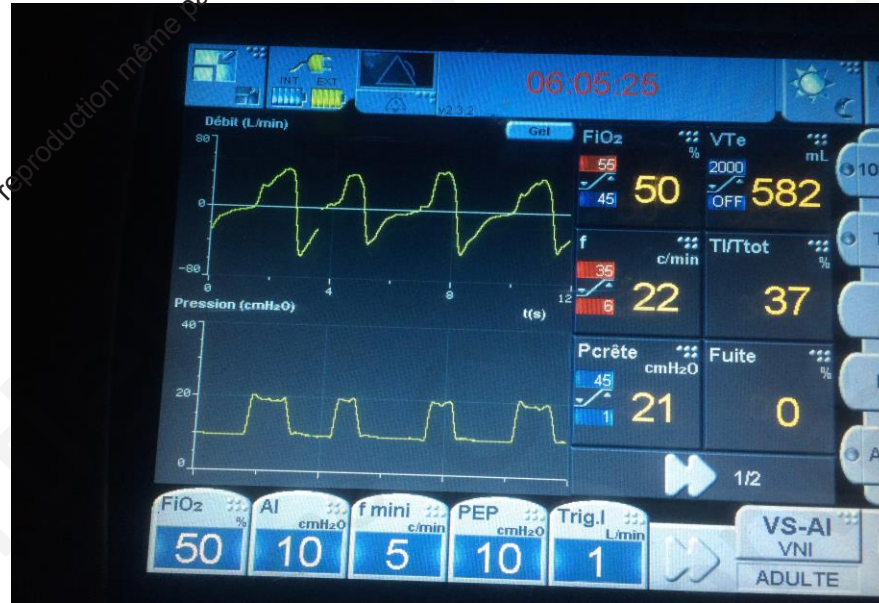 reproduction même
INT EXT
v2.3.2
06:05:25
Débit (L/min)
Gel
80
0
-80
0 4 8 12
t(s)
Pression (cmH₂O)
40
20
0
FiO₂
%
55
45
50
VTe
mL
2000
OFF
582
f
c/min
35
6
22
TI/Ttot
%
37
Pcrête
cmH₂O
45
1
21
Fuite
%
0
1/2
10
T
A
FiO₂
%
50
AI
cmH₂O
10
f mini
c/min
5
PEP
cmH₂O
10
Trig.I
L/min
1
VS-AI
VNI
ADULTE